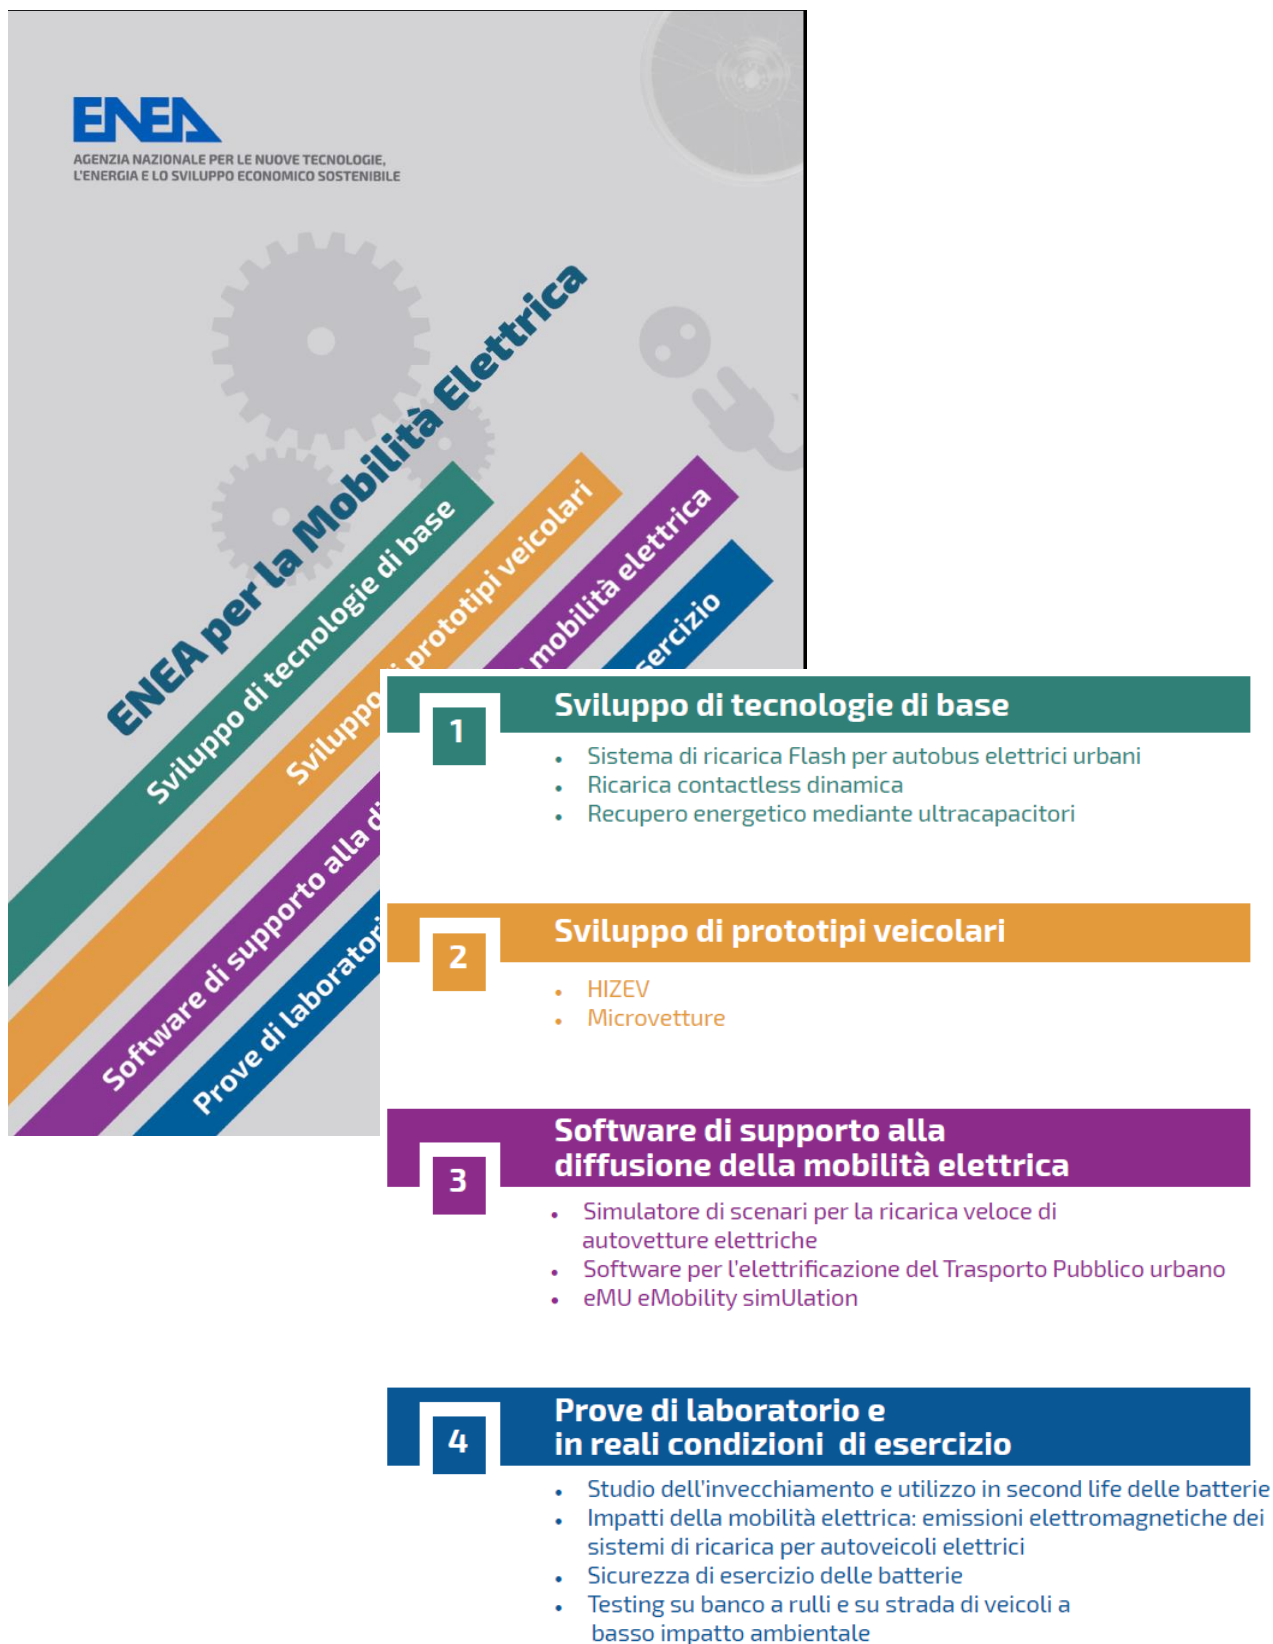 ENEA
AGENZIA NAZIONALE PER LE NUOVE TECNOLOGIE,
L'ENERGIA E LO SVILUPPO ECONOMICO SOSTENIBILE
ENEA per la Mobilità Elettrica
Sviluppo di tecnologie di base
Sviluppo prototipi veicolari
Software di supporto alla mobilità elettrica
Prove di laboratori
1
Sviluppo di tecnologie di base
• Sistema di ricarica Flash per autobus elettrici urbani
• Ricarica contactless dinamica
• Recupero energetico mediante ultracapacitori
2
Sviluppo di prototipi veicolari
• HIZEV
• Microvetture
3
Software di supporto alla
diffusione della mobilità elettrica
• Simulatore di scenari per la ricarica veloce di
autovetture elettriche
• Software per l'elettrificazione del Trasporto Pubblico urbano
• eMU eMobility simUlation
4
Prove di laboratorio e
in reali condizioni di esercizio
• Studio dell'invecchiamento e utilizzo in second life delle batterie
• Impatti della mobilità elettrica: emissioni elettromagnetiche dei
sistemi di ricarica per autoveicoli elettrici
• Sicurezza di esercizio delle batterie
• Testing su banco a rulli e su strada di veicoli a
basso impatto ambientale